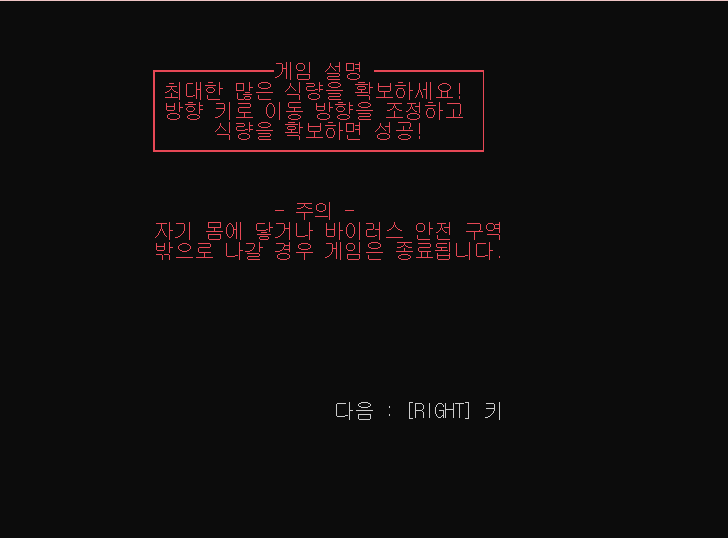 게임 설명
최대한 많은 식량을 확보하세요!
방향 키로 이동 방향을 조정하고
식량을 확보하면 성공!
- 주의 -
자기 몸에 닿거나 바이러스 안전 구역
밖으로 나갈 경우 게임은 종료됩니다.
다음 : [RIGHT] 키